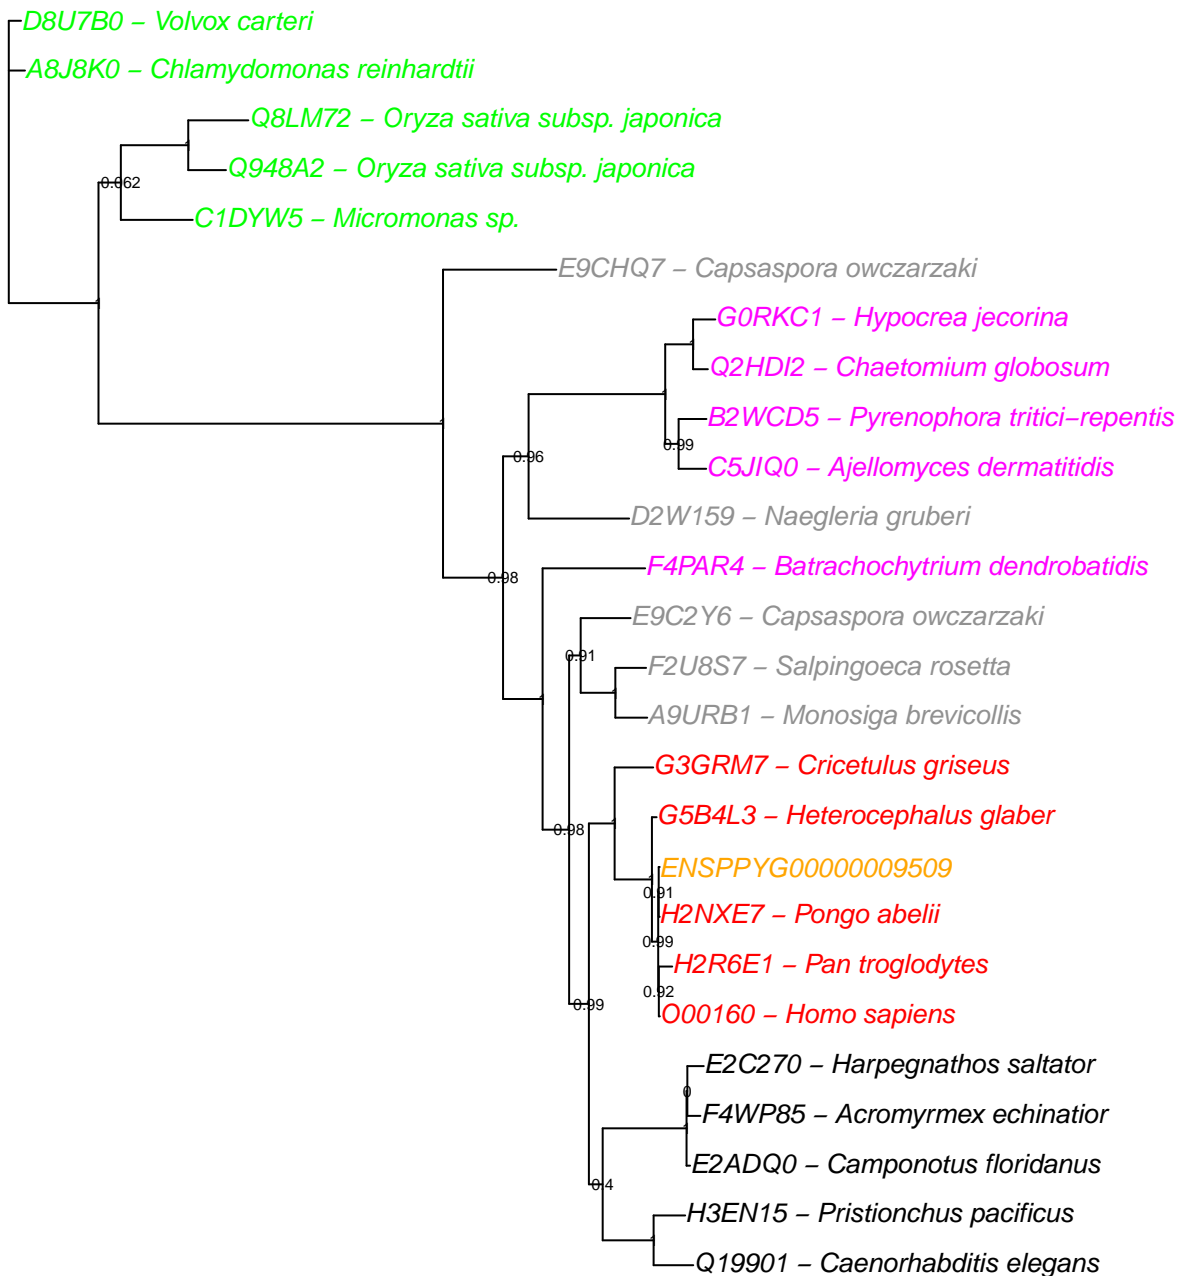 D8U7B0 – Volvox carteri
A8J8K0 – Chlamydomonas reinhardtii
Q8LM72 – Oryza sativa subsp. japonica
Q948A2 – Oryza sativa subsp. japonica
0.062
C1DYW5 – Micromonas sp.
E9CHQ7 – Capsaspora owczarzaki
G0RKC1 – Hypocrea jecorina
Q2HDI2 – Chaetomium globosum
B2WCD5 – Pyrenophora tritici–repentis
0.99
0.96
C5JIQ0 – Ajellomyces dermatitidis
D2W159 – Naegleria gruberi
F4PAR4 – Batrachochytrium dendrobatidis
0.98
E9C2Y6 – Capsaspora owczarzaki
0.91
F2U8S7 – Salpingoeca rosetta
A9URB1 – Monosiga brevicollis
G3GRM7 – Cricetulus griseus
G5B4L3 – Heterocephalus glaber
0.98
ENSPPYG00000009509
0.91
H2NXE7 – Pongo abelii
0.99
H2R6E1 – Pan troglodytes
0.92
0.99
O00160 – Homo sapiens
E2C270 – Harpegnathos saltator
0
F4WP85 – Acromyrmex echinatior
E2ADQ0 – Camponotus floridanus
0.4
H3EN15 – Pristionchus pacificus
Q19901 – Caenorhabditis elegans